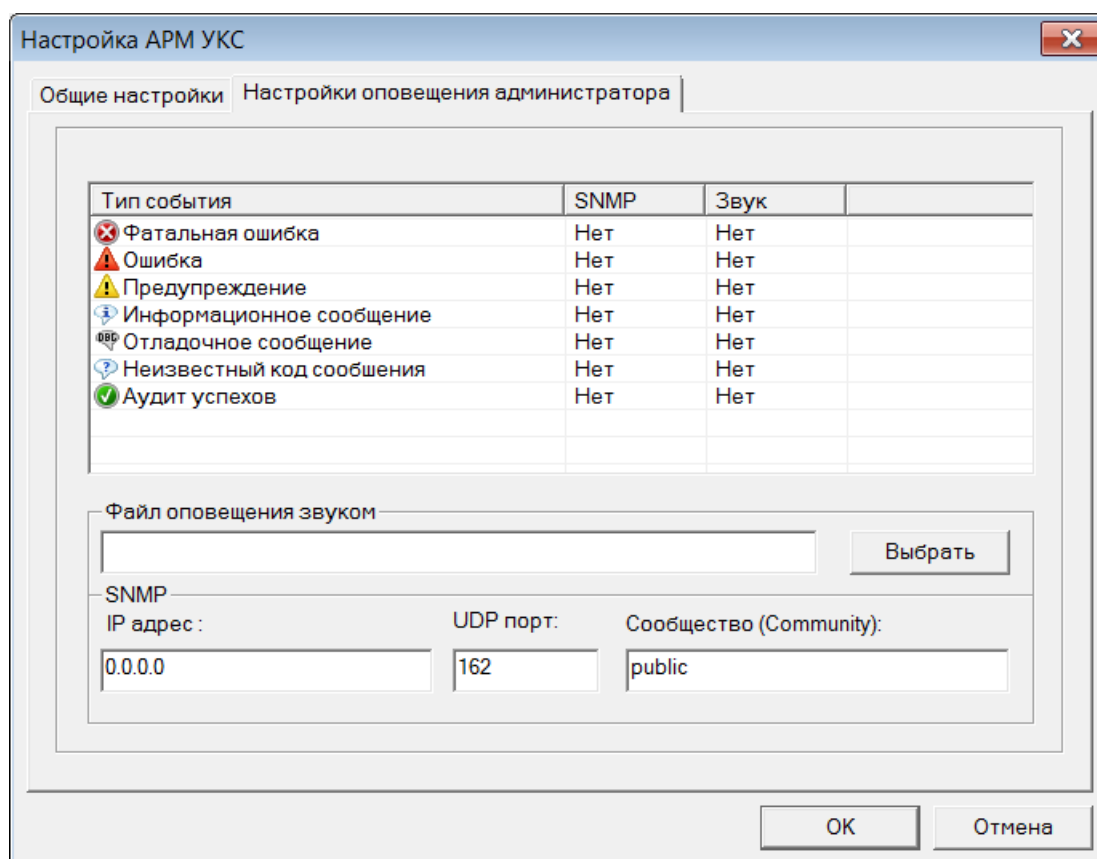 Настройка АРМ УКС
Общие настройки Настройки оповещения администратора
Тип события SNMP Звук
Фатальная ошибка Нет Нет
Ошибка Нет Нет
Предупреждение Нет Нет
Информационное сообщение Нет Нет
DBG Отладочное сообщение Нет Нет
Неизвестный код сообшения Нет Нет
Аудит успехов Нет Нет
Файл оповещения звуком
Выбрать
SNMP
IP адрес : UDP порт: Сообщество (Community):
0.0.0.0 162 public
OK Отмена